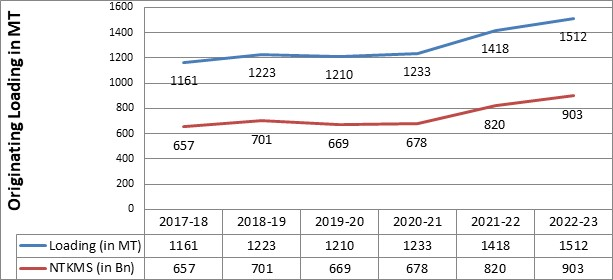 Originating Loading in MT
1600
1400
1200
1000
800
600
400
200
0
1161 1223 1210 1233 1418 1512
657 701 669 678 820 903
2017-18 2018-19 2019-20 2020-21 2021-22 2022-23
Loading (in MT) 1161 1223 1210 1233 1418 1512
NTKMS (in Bn) 657 701 669 678 820 903